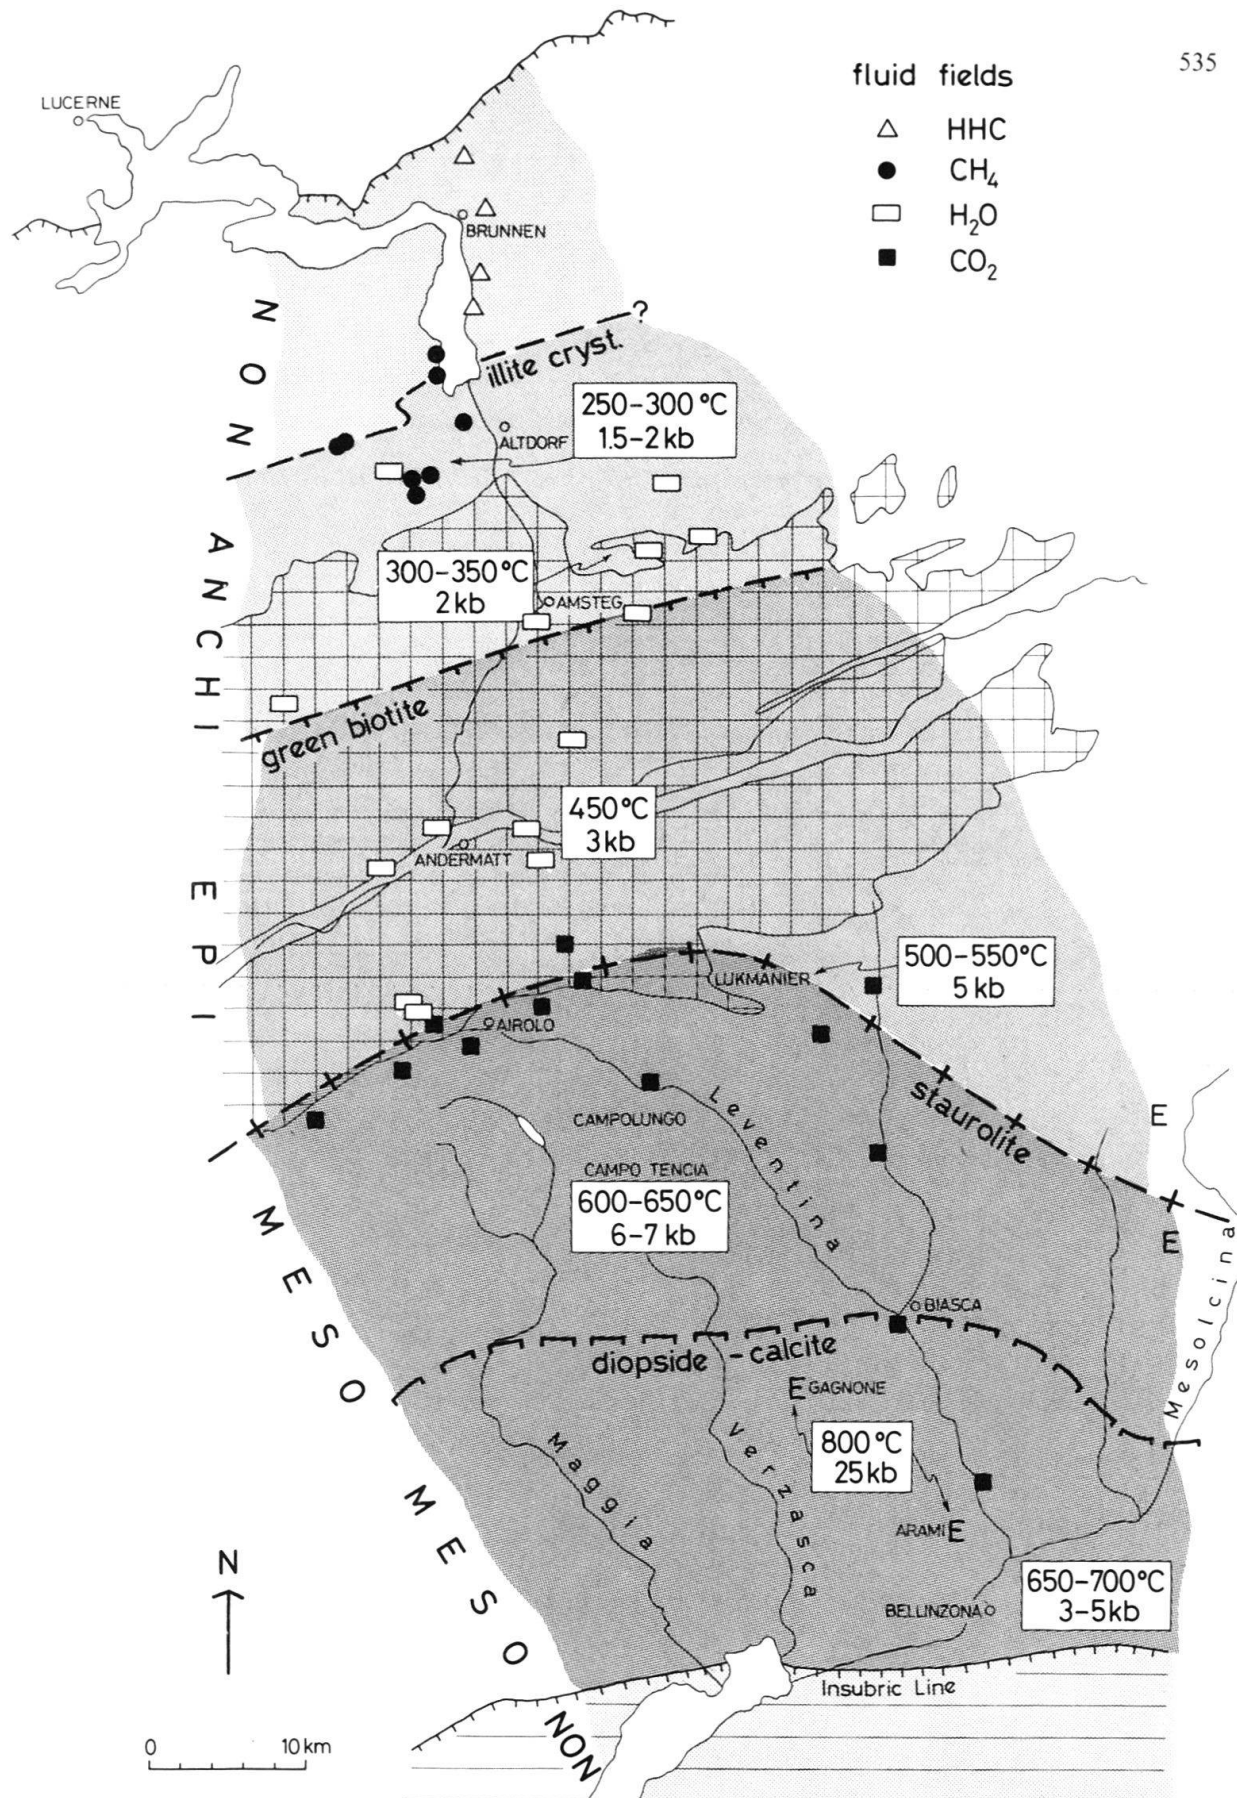 535
fluid fields
HHC
CH₄
H₂O
CO₂
LUCERNE
BRUNNEN
NON
?
illite cryst.
250–300 °C
1.5–2 kb
ALTDORF
ANCHI
300–350 °C
2 kb
AMSTEG
green biotite
450 °C
3 kb
ANDERMATT
EPI
500–550 °C
5 kb
LUKMANIER
AIROLO
staurolite
E
E
CAMPOLUNGO
Leventina
CAMPO TENCIA
600–650 °C
6–7 kb
MESO
BIASCA
Mesolcina
diopside – calcite
E GAGNONE
800 °C
25 kb
Maggia
Verzasca
MESO
ARAMI E
N
650–700 °C
3–5 kb
BELLINZONA
Insubric Line
NON
0 10 km